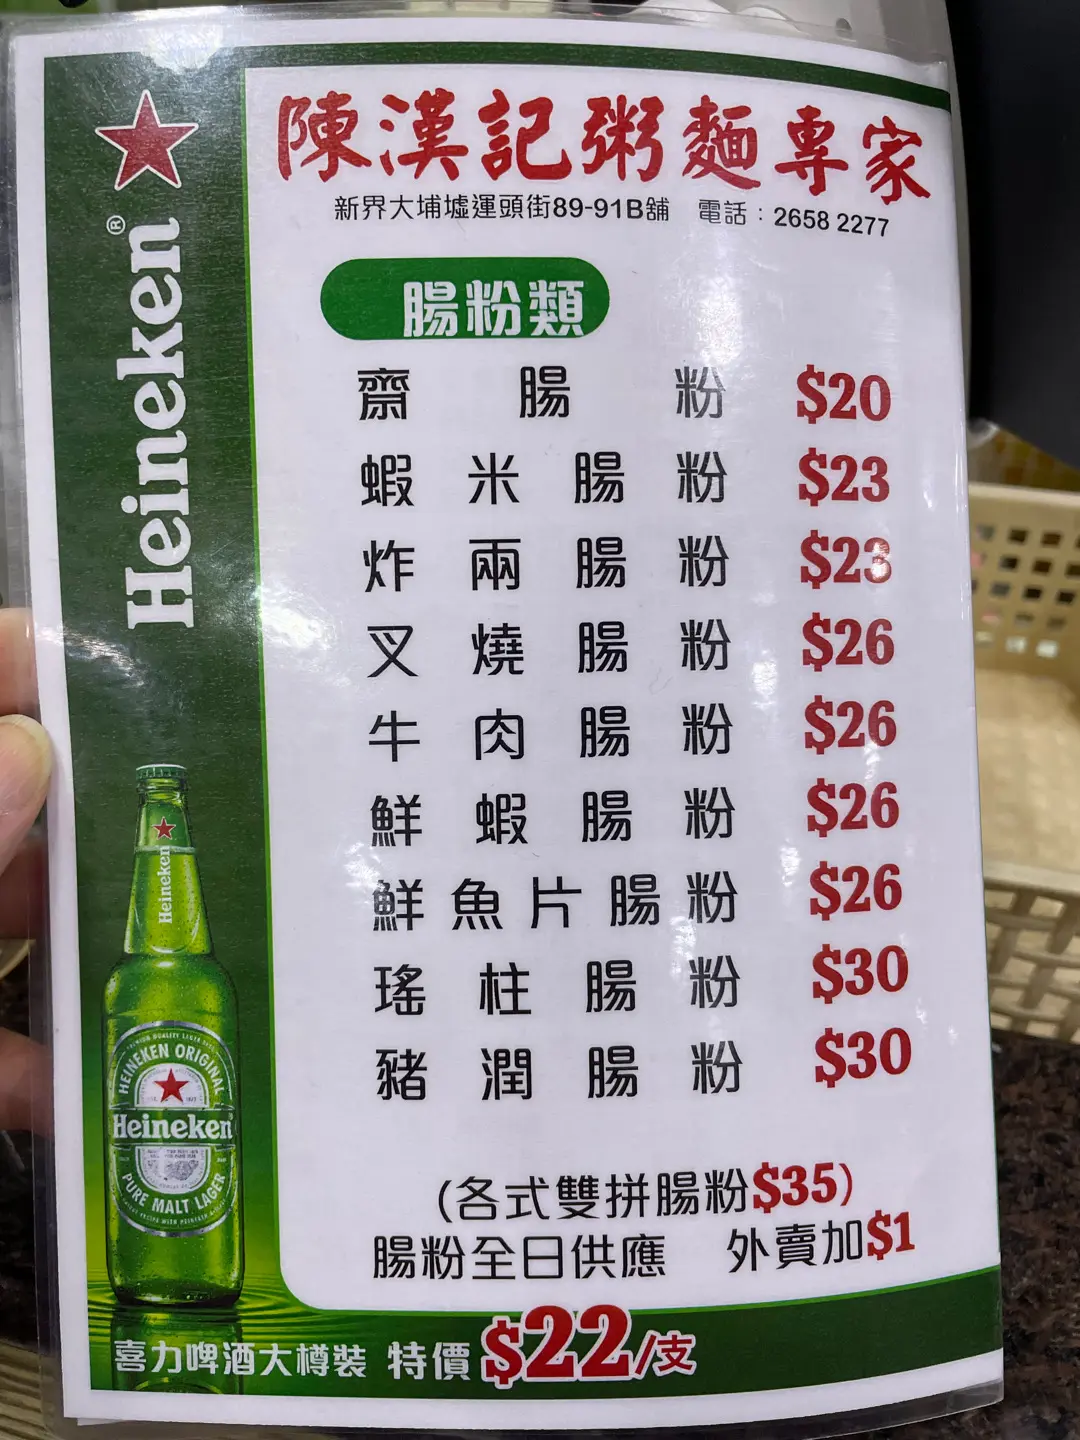 陳漢記粥麵專家
新界大埔墟運頭街89-91B舖 電話：2658 2277
腸粉類
齋腸粉 $20
蝦米腸粉 $23
炸兩腸粉 $23
叉燒腸粉 $26
牛肉腸粉 $26
鮮蝦腸粉 $26
鮮魚片腸粉 $26
瑤柱腸粉 $30
豬潤腸粉 $30
(各式雙拼腸粉$35)
腸粉全日供應 外賣加$1
喜力啤酒大樽裝 特價 $22/支
Heineken®
Heineken
HEINEKEN ORIGINAL
Heineken
PURE MALT LAGER